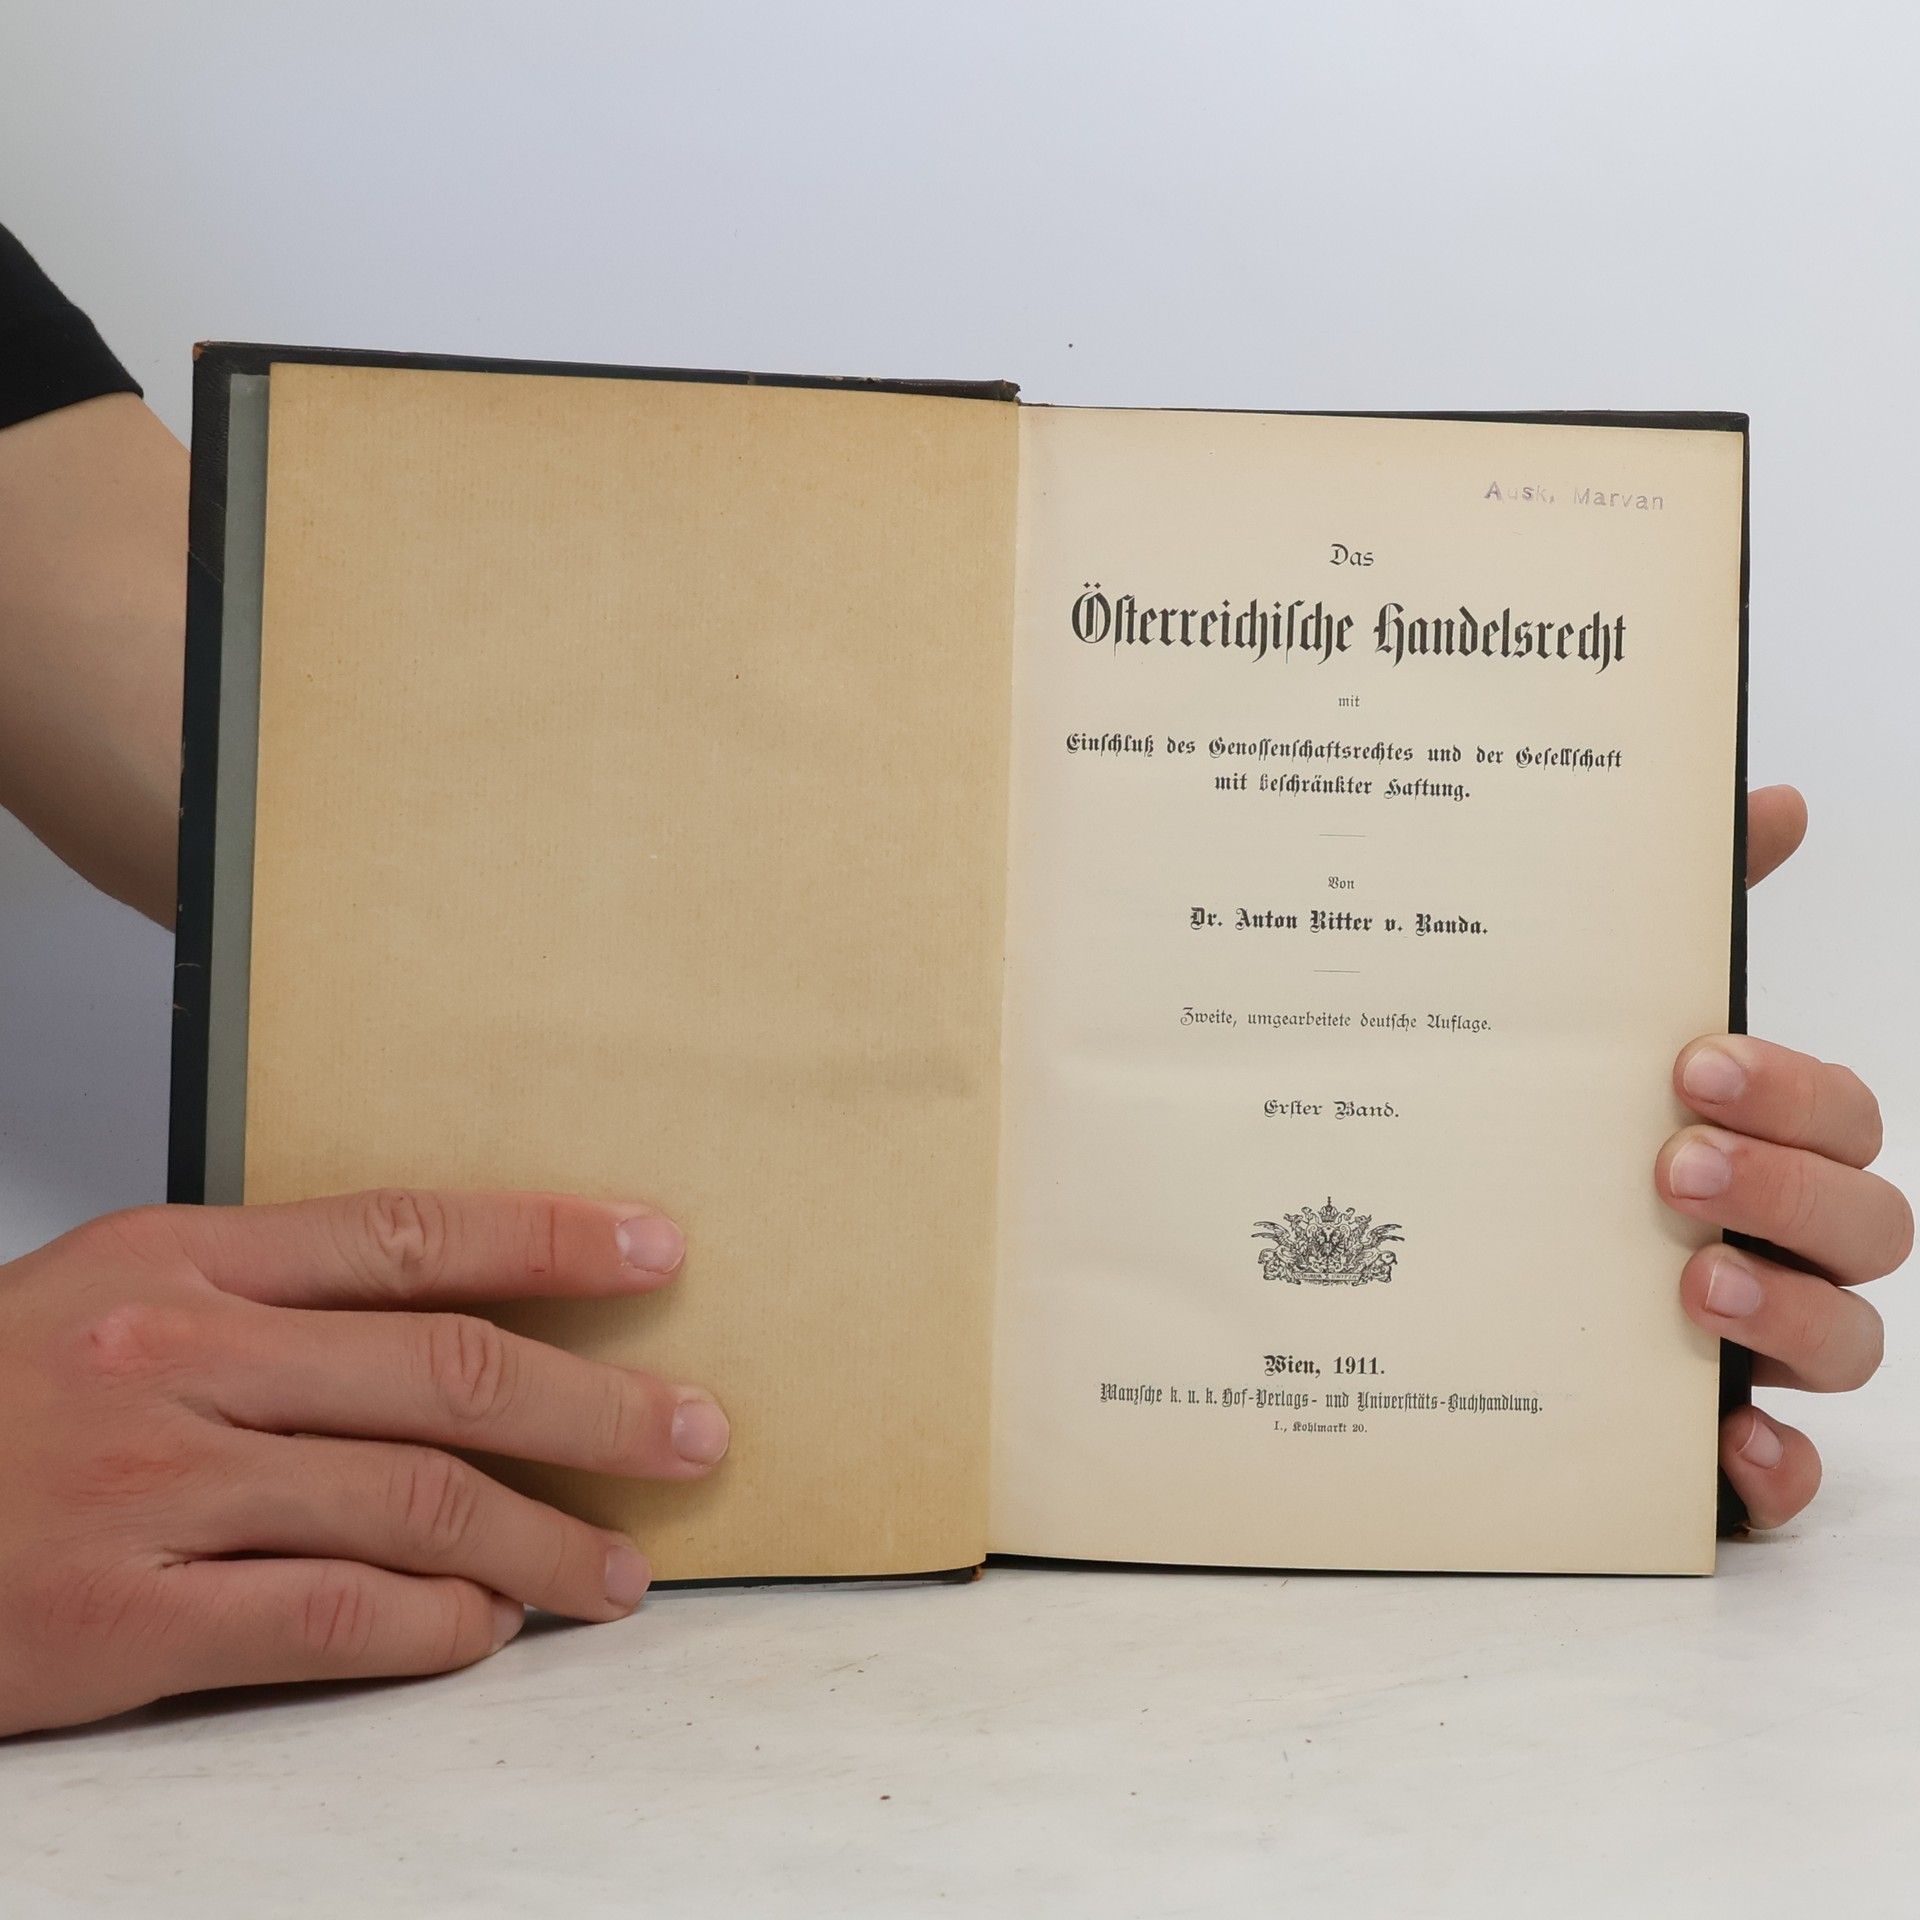 Ausk. Marvan
Das
Österreichische Handelsrecht
mit
Einschluß des Genossenschaftsrechtes und der Gesellschaft
mit beschränkter Haftung.
Von
Dr. Anton Ritter v. Randa.
Zweite, umgearbeitete deutsche Auflage.
Erster Band.
Wien, 1911.
Manzsche k. u. k. Hof-Verlags- und Universitäts-Buchhandlung.
I., Kohlmarkt 20.